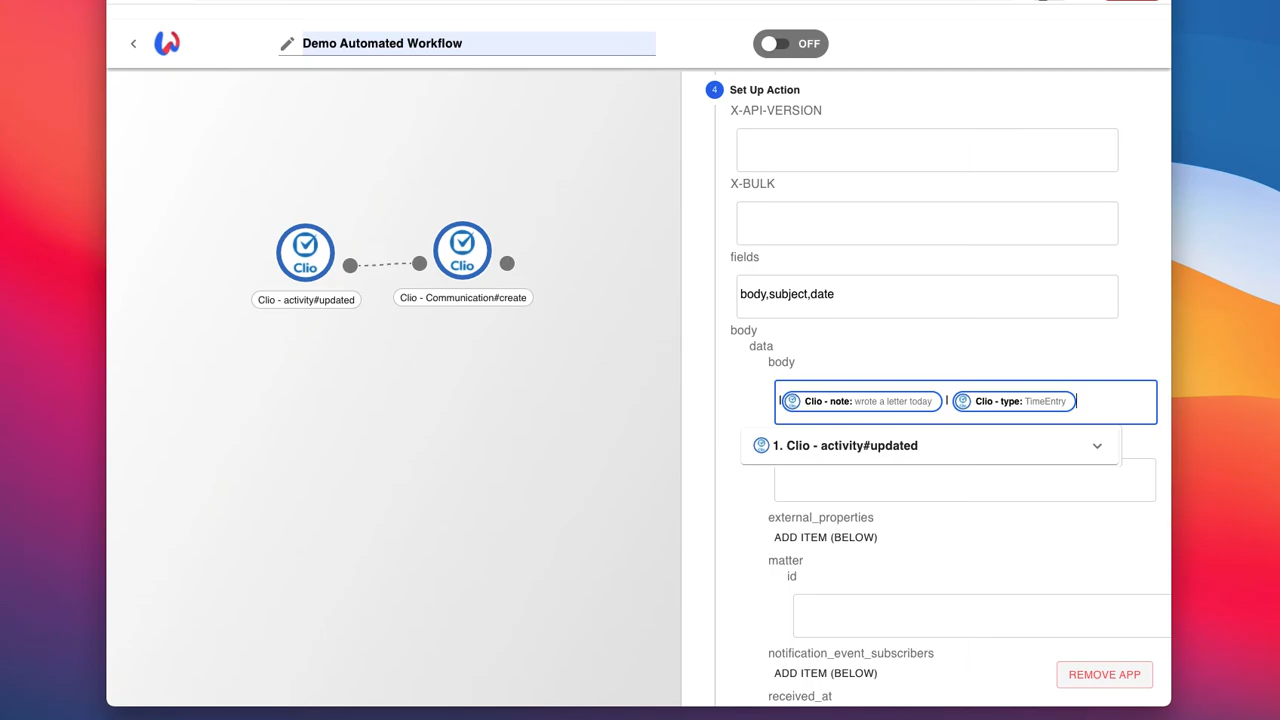 Demo Automated Workflow
OFF
Clio
Clio
Clio - activity#updated
Clio - Communication#create
4 Set Up Action
X-API-VERSION
X-BULK
fields
body,subject,date
body
data
body
Clio - note: wrote a letter today | Clio - type: TimeEntry
1. Clio - activity#updated
external_properties
ADD ITEM (BELOW)
matter
id
notification_event_subscribers
ADD ITEM (BELOW)
REMOVE APP
received_at